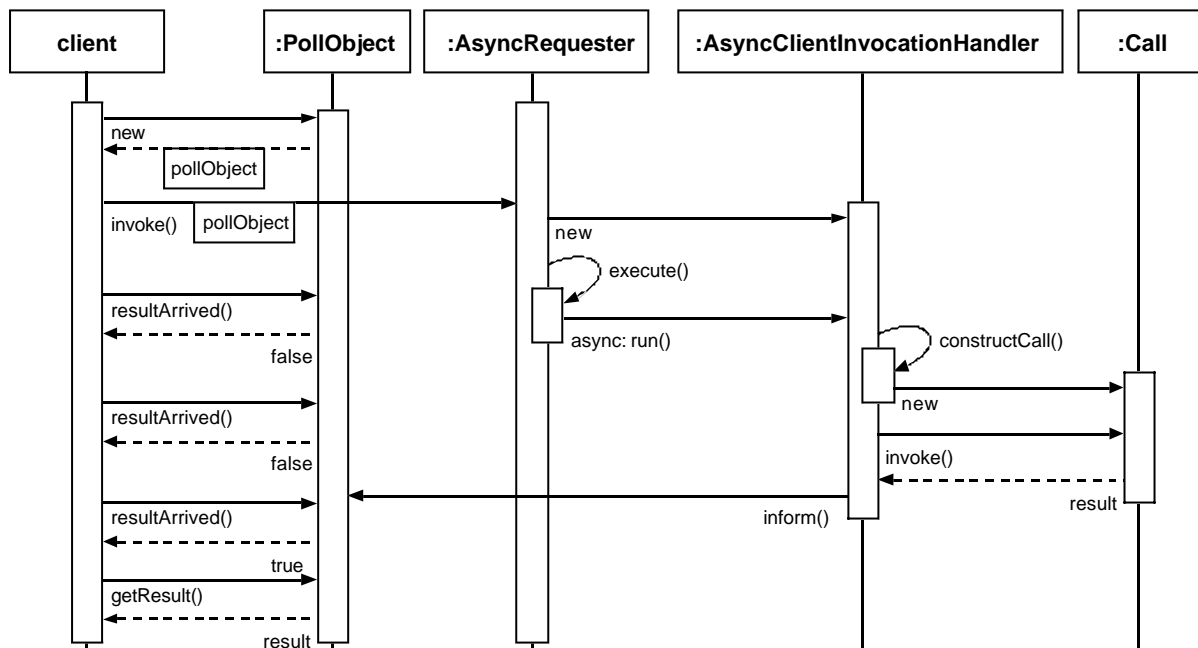 client :PollObject :AsyncRequester :AsyncClientInvocationHandler :Call
new
pollObject
invoke() pollObject
new
execute()
resultArrived()
async: run()
constructCall()
false
new
resultArrived()
false
invoke()
result
resultArrived()
inform()
true
getResult()
result